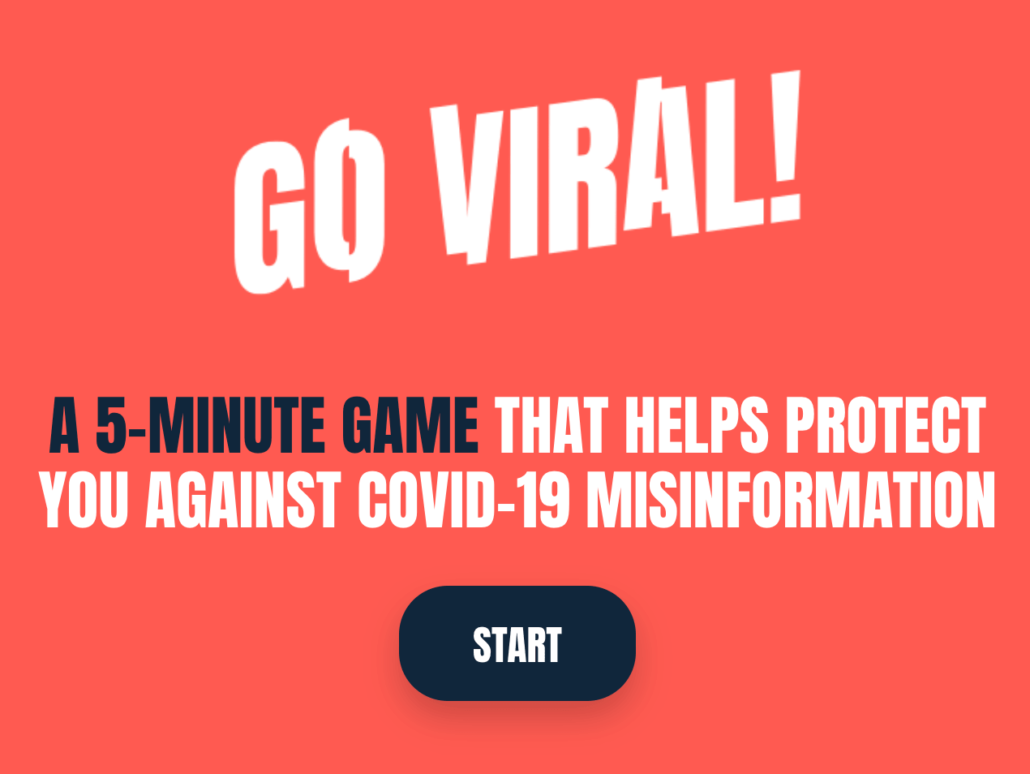 GO VIRAL!
A 5-MINUTE GAME THAT HELPS PROTECT
YOU AGAINST COVID-19 MISINFORMATION
START